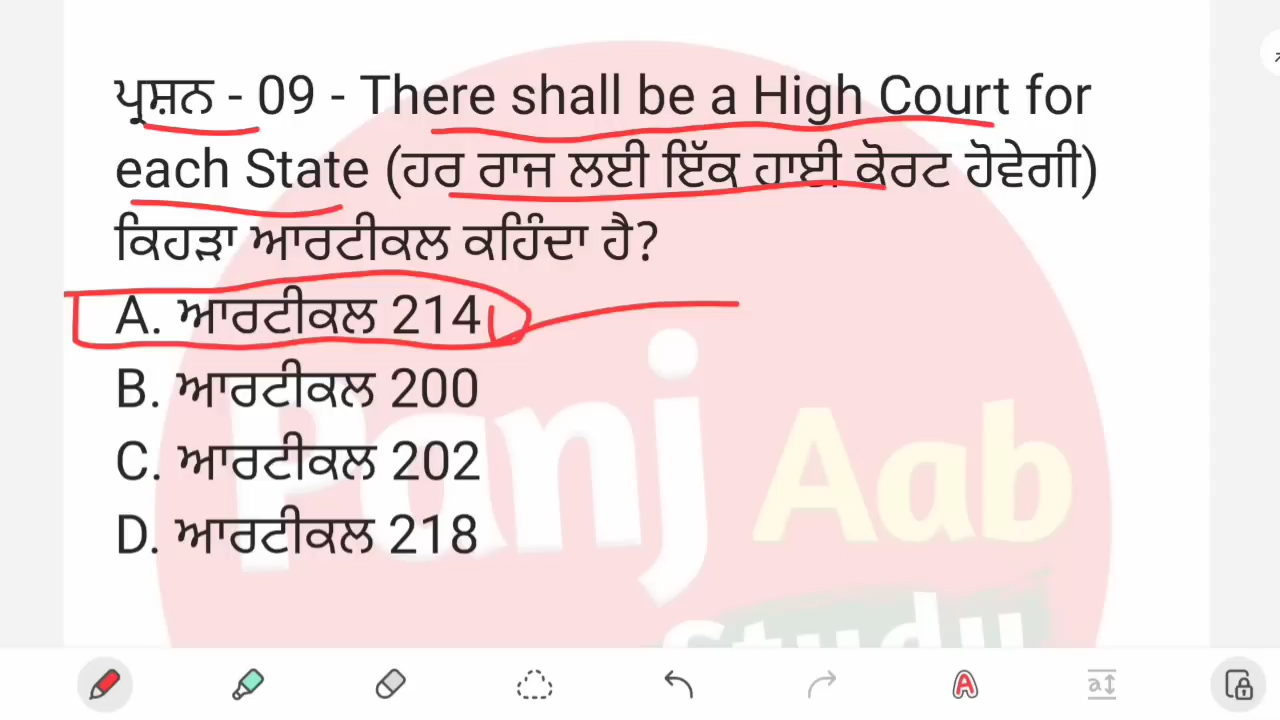 ਪ੍ਰਸ਼ਨ - 09 - There shall be a High Court for
each State (ਹਰ ਰਾਜ ਲਈ ਇੱਕ ਹਾਈ ਕੋਰਟ ਹੋਵੇਗੀ)
ਕਿਹੜਾ ਆਰਟੀਕਲ ਕਹਿੰਦਾ ਹੈ?
A. ਆਰਟੀਕਲ 214
B. ਆਰਟੀਕਲ 200
C. ਆਰਟੀਕਲ 202
D. ਆਰਟੀਕਲ 218
Panj Aab
Study